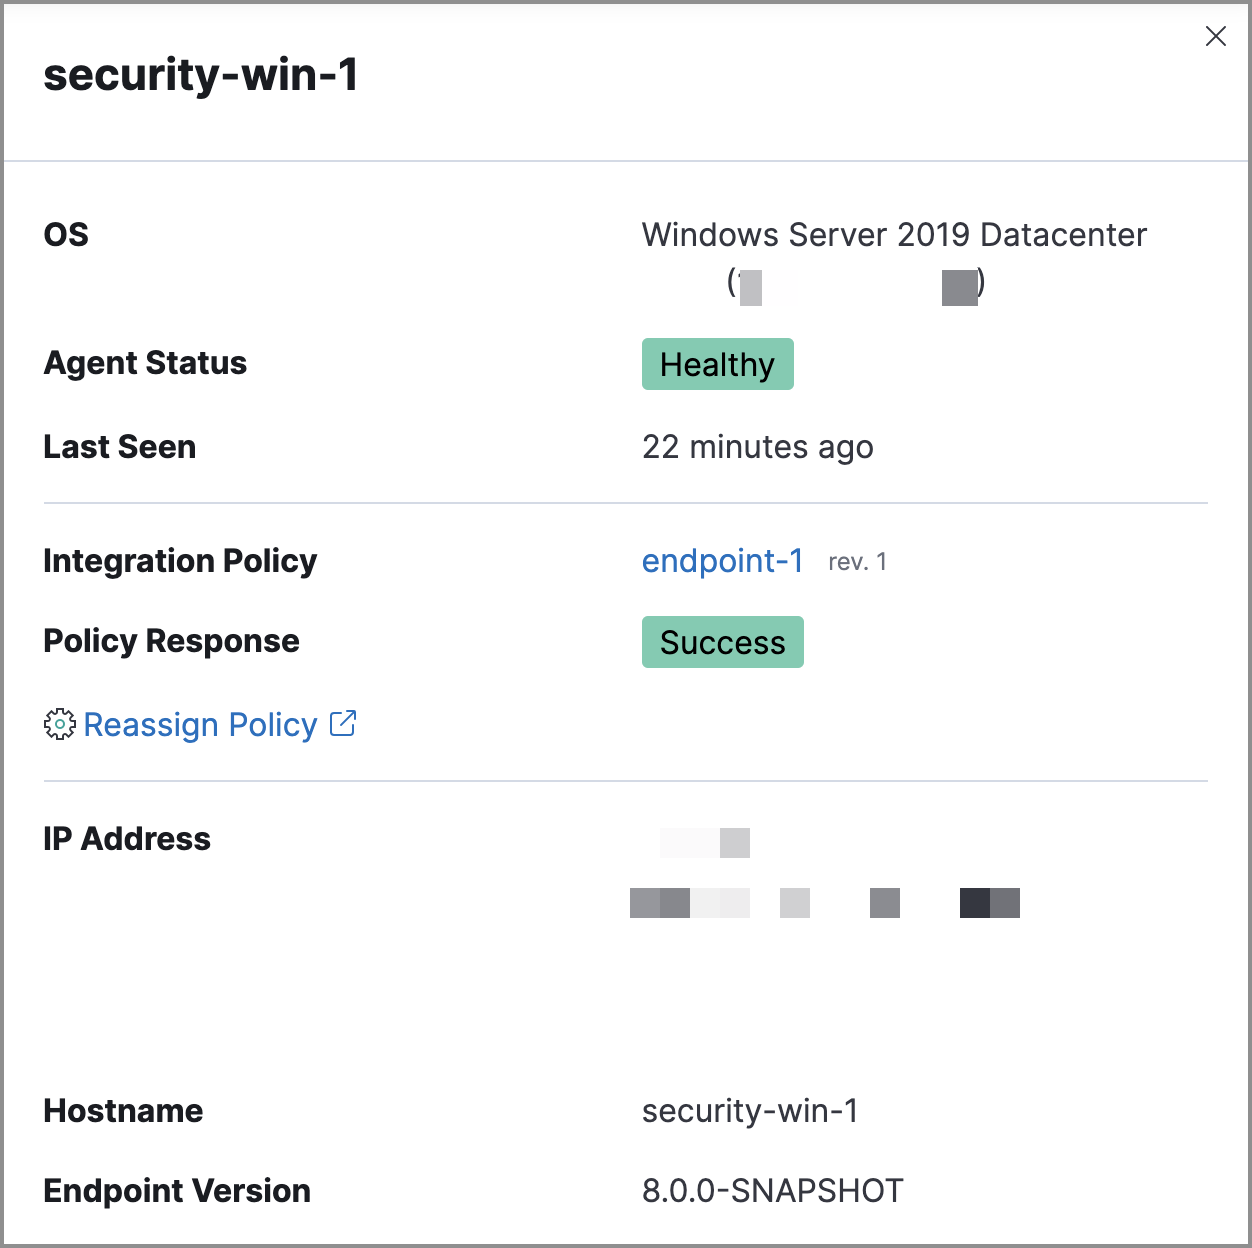 security-win-1
OS Windows Server 2019 Datacenter
( )
Agent Status Healthy
Last Seen 22 minutes ago
Integration Policy endpoint-1 rev. 1
Policy Response Success
Reassign Policy
IP Address
Hostname security-win-1
Endpoint Version 8.0.0-SNAPSHOT